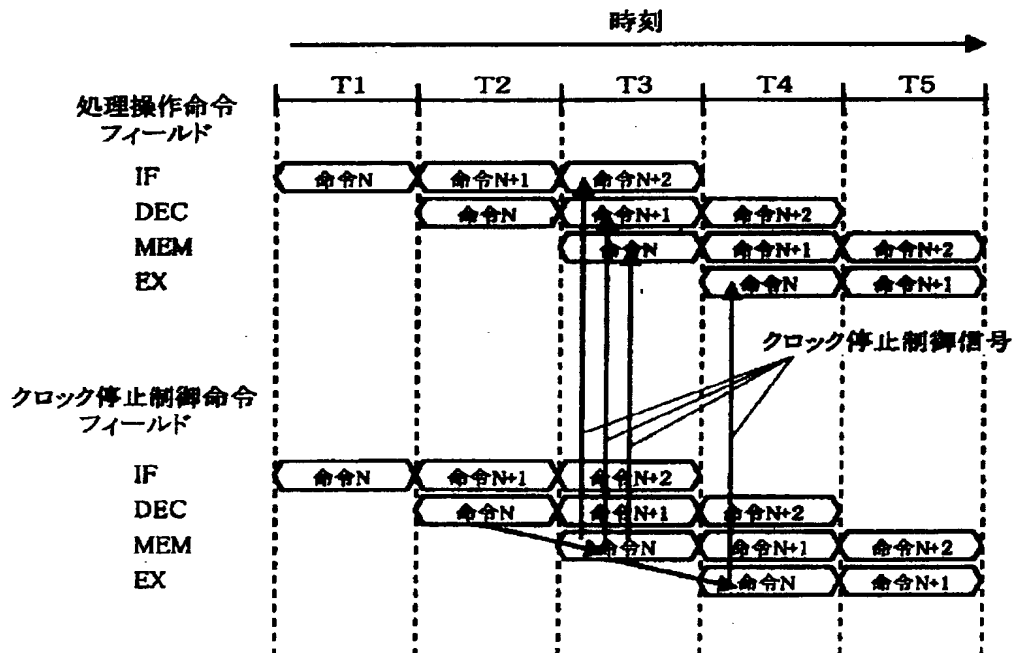 時刻
T1 T2 T3 T4 T5
処理操作命令
フィールド
IF 命令N 命令N+1 命令N+2
DEC 命令N 命令N+1 命令N+2
MEM 命令N 命令N+1 命令N+2
EX 命令N 命令N+1
クロック停止制御信号
クロック停止制御命令
フィールド
IF 命令N 命令N+1 命令N+2
DEC 命令N 命令N+1 命令N+2
MEM 命令N 命令N+1 命令N+2
EX 命令N 命令N+1